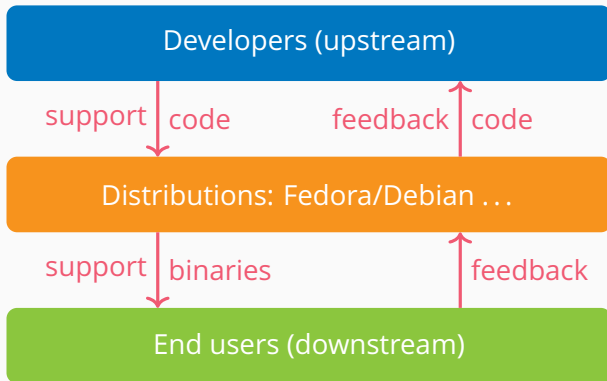 Developers (upstream)
support code feedback code
Distributions: Fedora/Debian ...
support binaries feedback
End users (downstream)